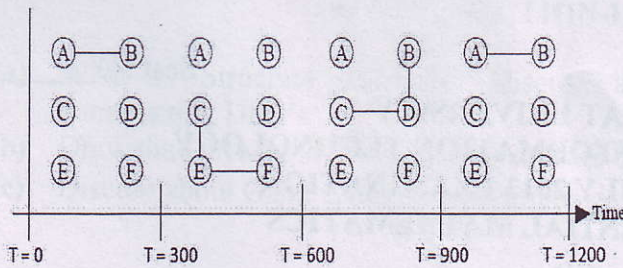 A B A B A B A B
C D C D C D C D
E F E F E F E F
Time
T = 0 T = 300 T = 600 T = 900 T = 1200